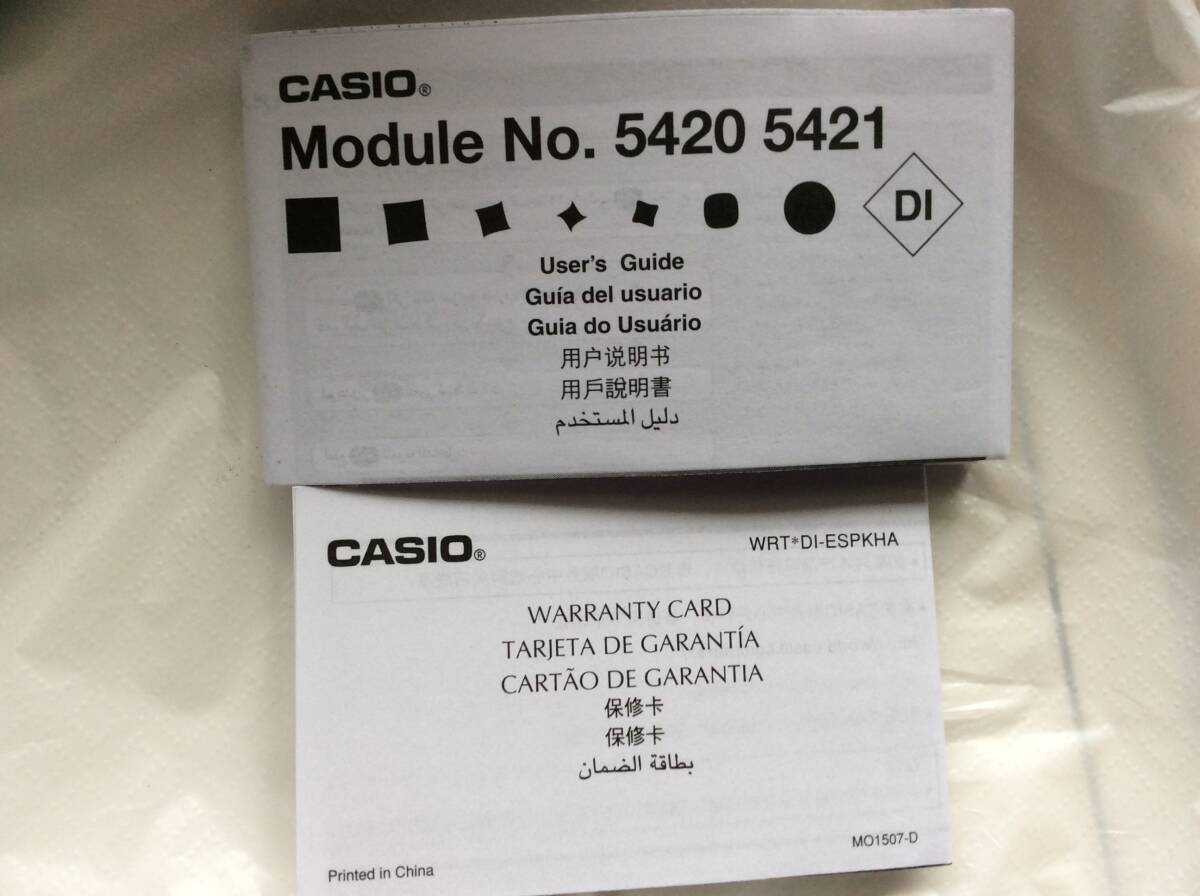 CASIO®
Module No. 5420 5421
DI
User's Guide
Guía del usuario
Guia do Usuário
用户说明书
用戶說明書
دليل المستخدم
CASIO®
WRT*DI-ESPKHA
WARRANTY CARD
TARJETA DE GARANTÍA
CARTÃO DE GARANTIA
保修卡
保修卡
بطاقة الضمان
MO1507-D
Printed in China